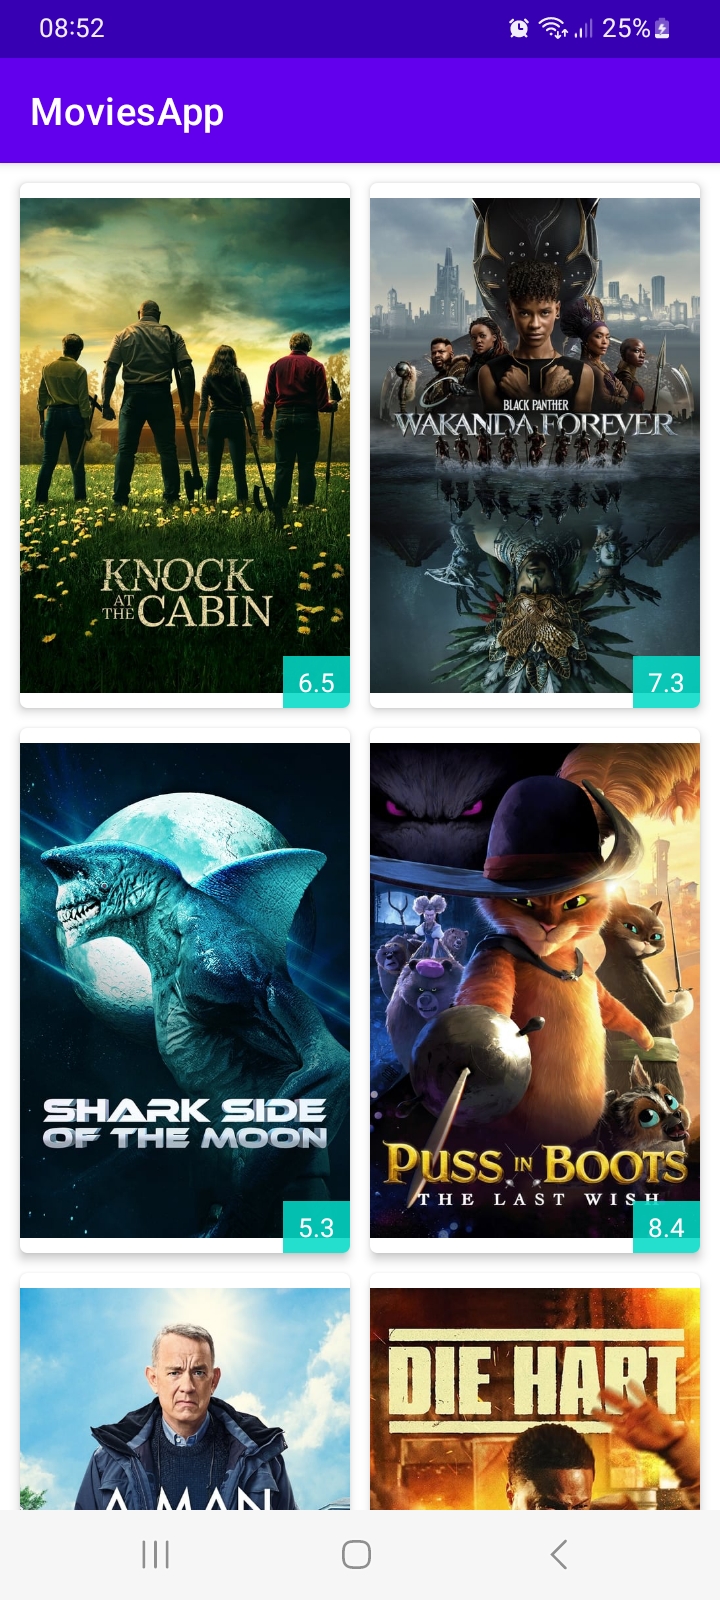 08:52
25%
MoviesApp
KNOCK
AT
THE CABIN
6.5
BLACK PANTHER
WAKANDA FOREVER
7.3
SHARK SIDE
OF THE MOON
5.3
PUSS IN BOOTS
THE LAST WISH
8.4
A MAN
DIE HART